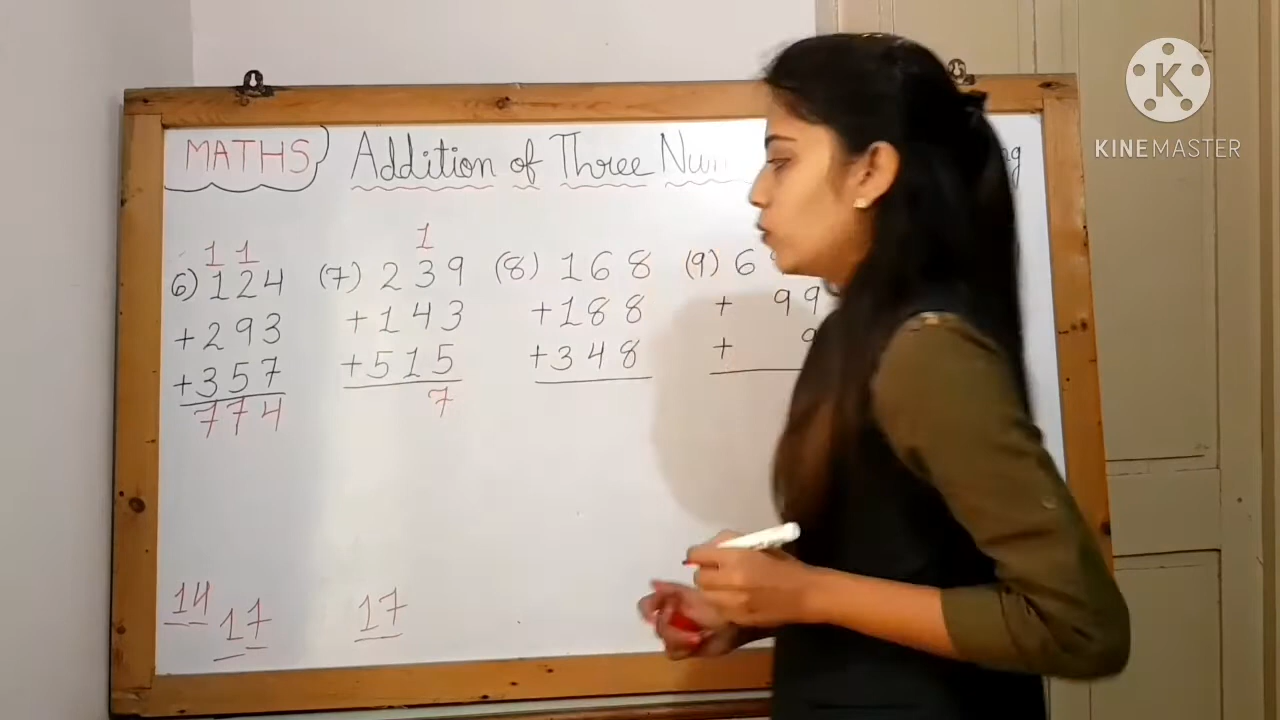 MATHS Addition of Three
1 1
1
6) 124 (7) 239 (8) 168 (9) 6
+293 +143 +188 + 99
+357 +515 +348 + 9
774 7
14 17 17
K
KINEMASTER